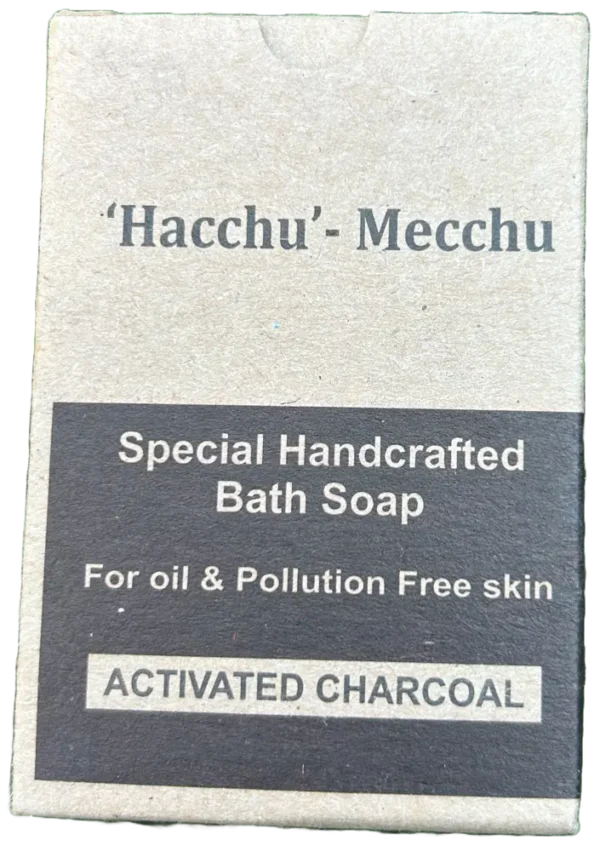 ‘Hacchu’- Mecchu
Special Handcrafted
Bath Soap
For oil & Pollution Free skin
ACTIVATED CHARCOAL